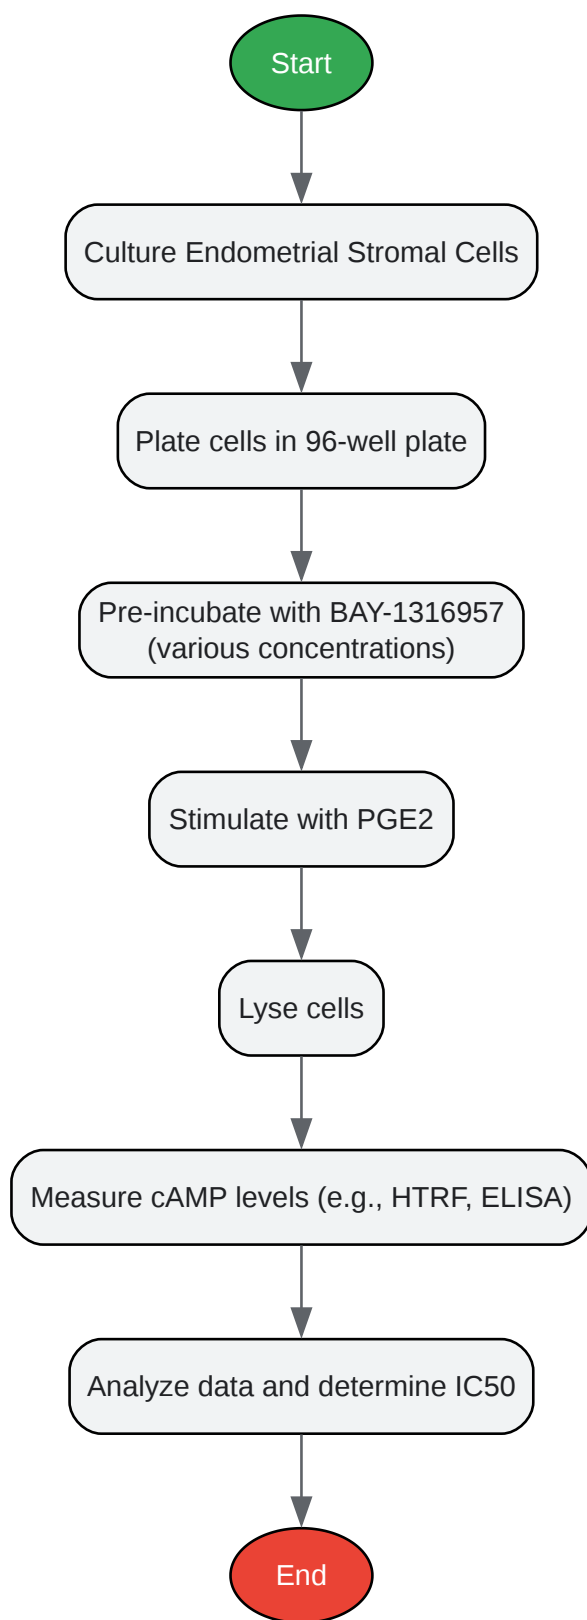 Start
Culture Endometrial Stromal Cells
Plate cells in 96-well plate
Pre-incubate with BAY-1316957
(various concentrations)
Stimulate with PGE2
Lyse cells
Measure cAMP levels (e.g., HTRF, ELISA)
Analyze data and determine IC50
End